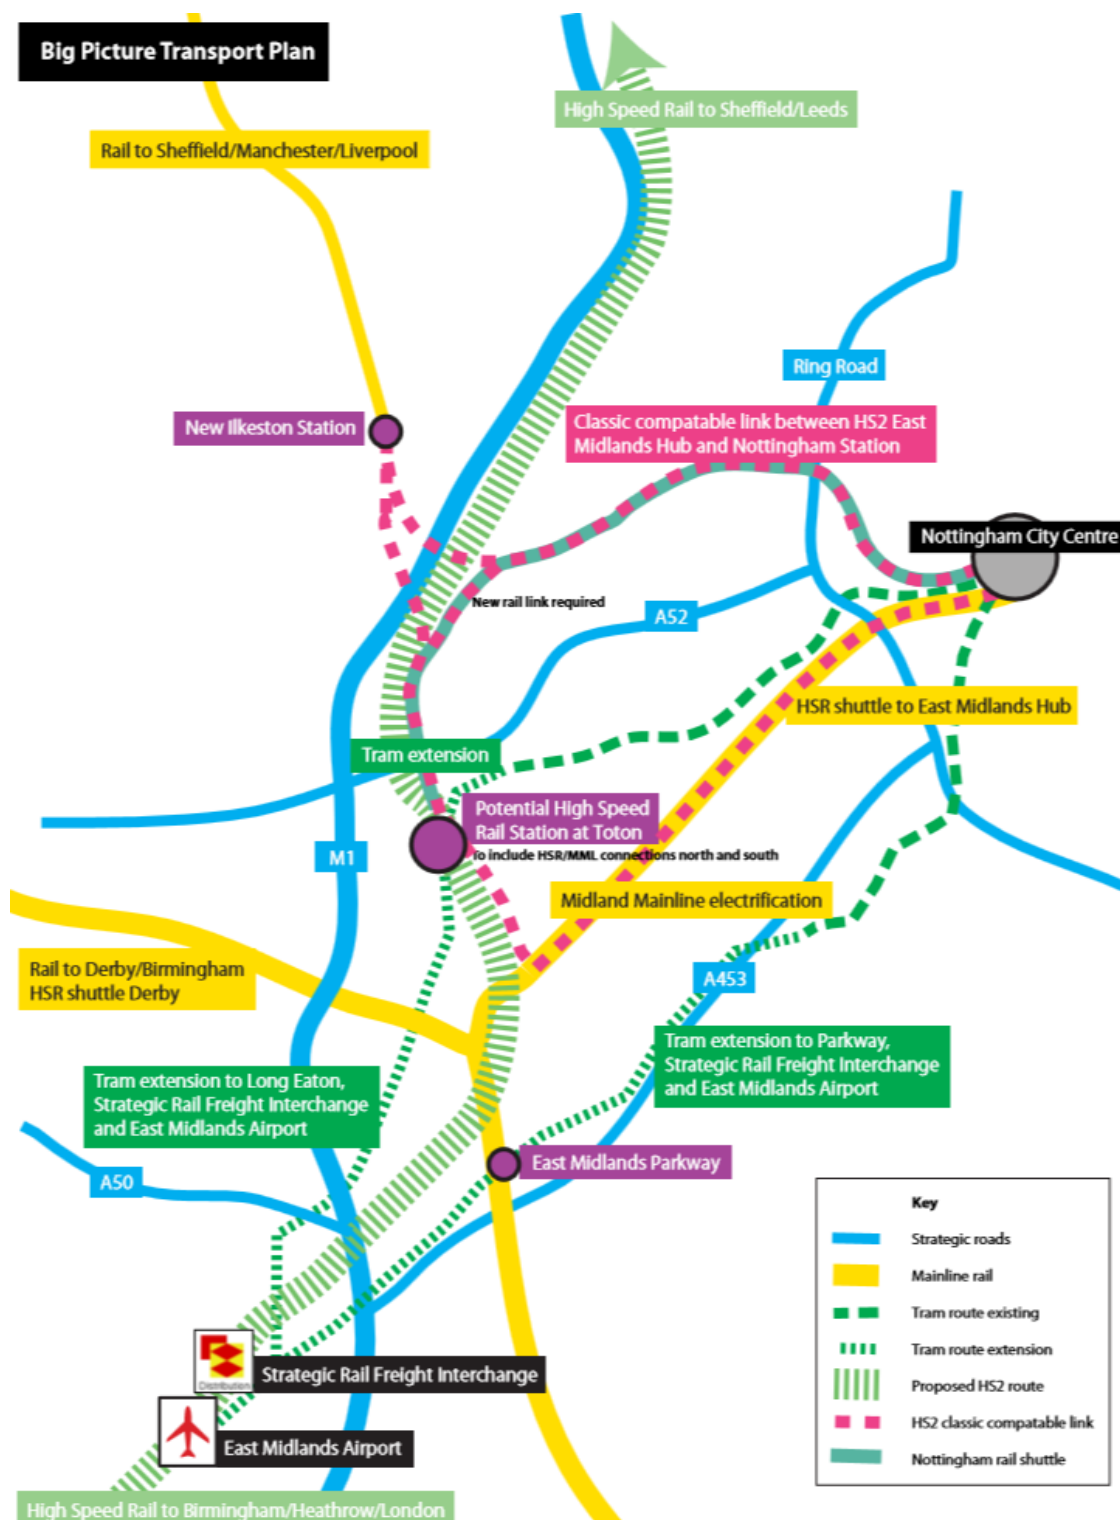 Big Picture Transport Plan
High Speed Rail to Sheffield/Leeds
Rail to Sheffield/Manchester/Liverpool
Ring Road
New Ilkeston Station
Classic compatable link between HS2 East
Midlands Hub and Nottingham Station
Nottingham City Centre
New rail link required
A52
HSR shuttle to East Midlands Hub
Tram extension
Potential High Speed
Rail Station at Toton
To include HSR/MML connections north and south
M1
Midland Mainline electrification
Rail to Derby/Birmingham
HSR shuttle Derby
A453
Tram extension to Parkway,
Strategic Rail Freight Interchange
and East Midlands Airport
Tram extension to Long Eaton,
Strategic Rail Freight Interchange
and East Midlands Airport
East Midlands Parkway
A50
Key
Strategic roads
Mainline rail
Tram route existing
Tram route extension
Proposed HS2 route
HS2 classic compatable link
Nottingham rail shuttle
Distribution
Strategic Rail Freight Interchange
East Midlands Airport
High Speed Rail to Birmingham/Heathrow/London